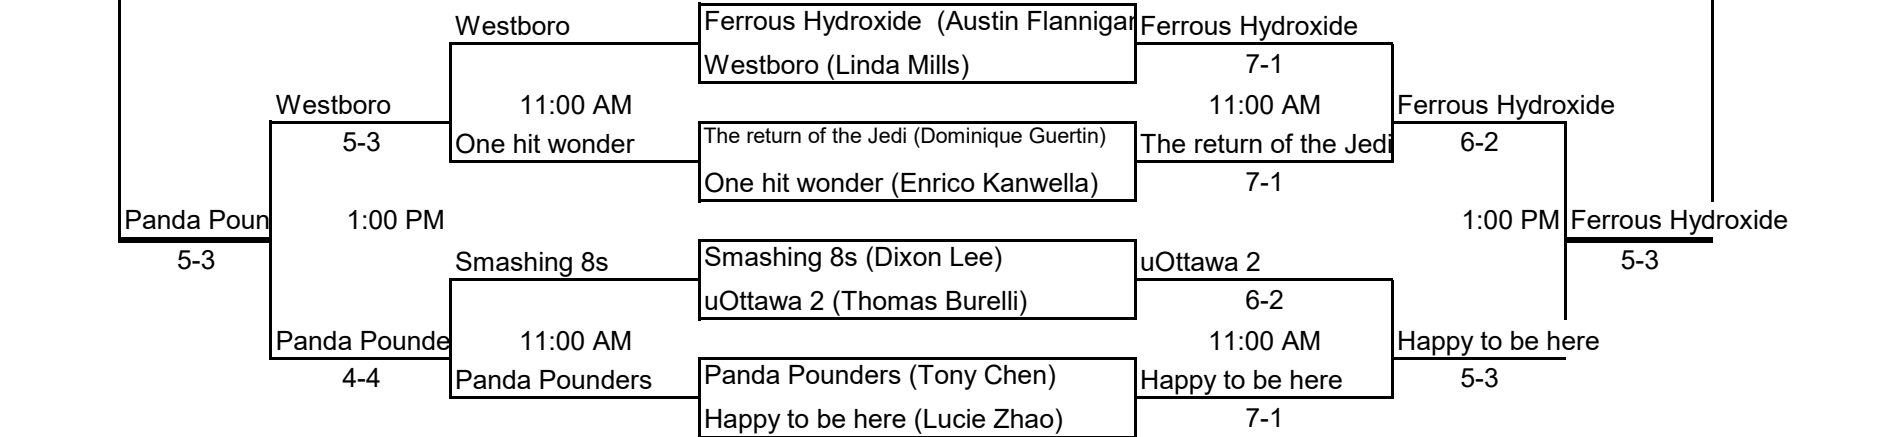 Westboro
Ferrous Hydroxide  (Austin Flannigan
Ferrous Hydroxide
Westboro (Linda Mills)
7-1
Westboro
11:00 AM
11:00 AM
Ferrous Hydroxide
5-3
One hit wonder
The return of the Jedi (Dominique Guertin)
The return of the Jedi
6-2
One hit wonder (Enrico Kanwella)
7-1
Panda Poun
1:00 PM
1:00 PM
Ferrous Hydroxide
5-3
Smashing 8s
Smashing 8s (Dixon Lee)
uOttawa 2
5-3
uOttawa 2 (Thomas Burelli)
6-2
Panda Pounde
11:00 AM
11:00 AM
Happy to be here
4-4
Panda Pounders
Panda Pounders (Tony Chen)
Happy to be here
5-3
Happy to be here (Lucie Zhao)
7-1